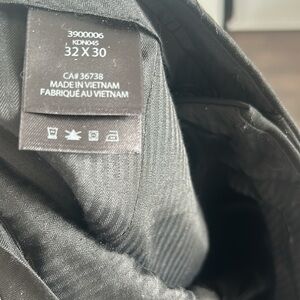 3900006
KDN045
32 X 30
CA# 36738
MADE IN VIETNAM
FABRIQUÉ AU VIETNAM